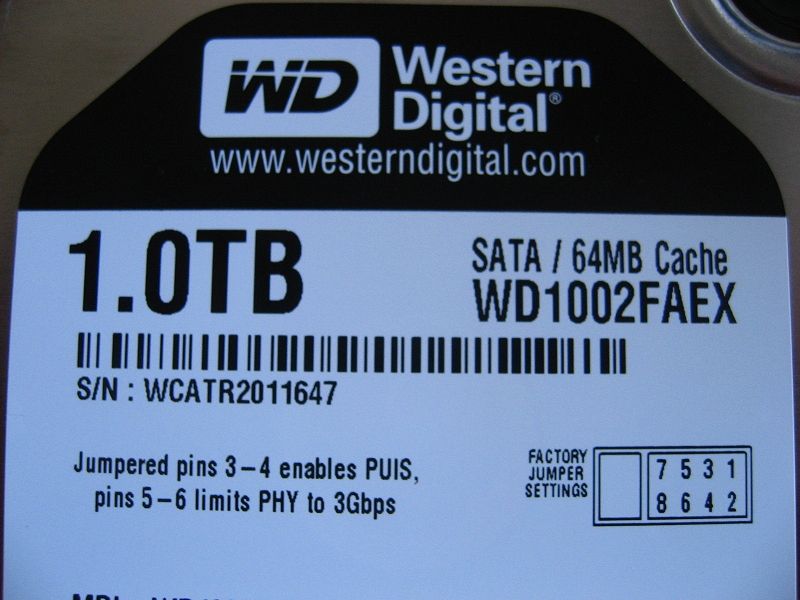 WD Western
Digital®
www.westerndigital.com
1.0TB
SATA / 64MB Cache
WD1002FAEX
S/N : WCATR2011647
Jumpered pins 3-4 enables PUIS,
pins 5-6 limits PHY to 3Gbps
FACTORY
JUMPER
SETTINGS
7 5 3 1
8 6 4 2